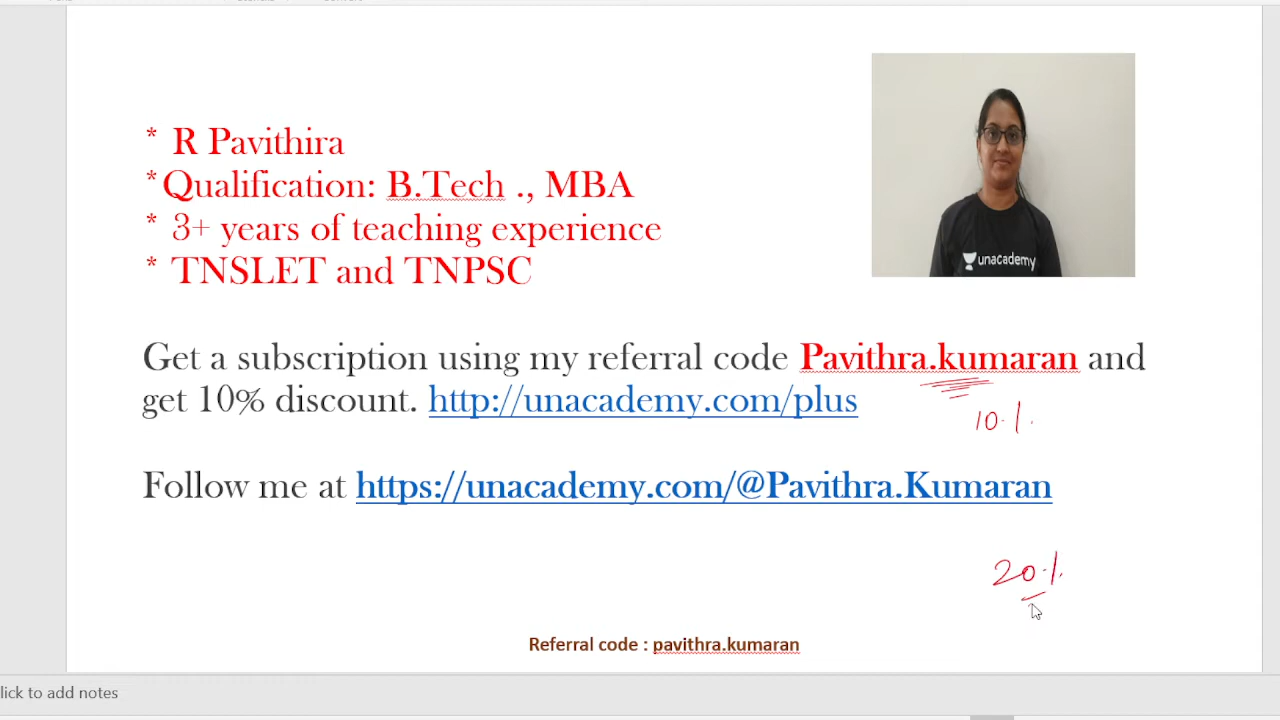 * R Pavithira
*Qualification: B.Tech ., MBA
* 3+ years of teaching experience
* TNSLET and TNPSC
unacademy
Get a subscription using my referral code Pavithra.kumaran and
get 10% discount. http://unacademy.com/plus
10%
Follow me at https://unacademy.com/@Pavithra.Kumaran
20%
Referral code : pavithra.kumaran
lick to add notes